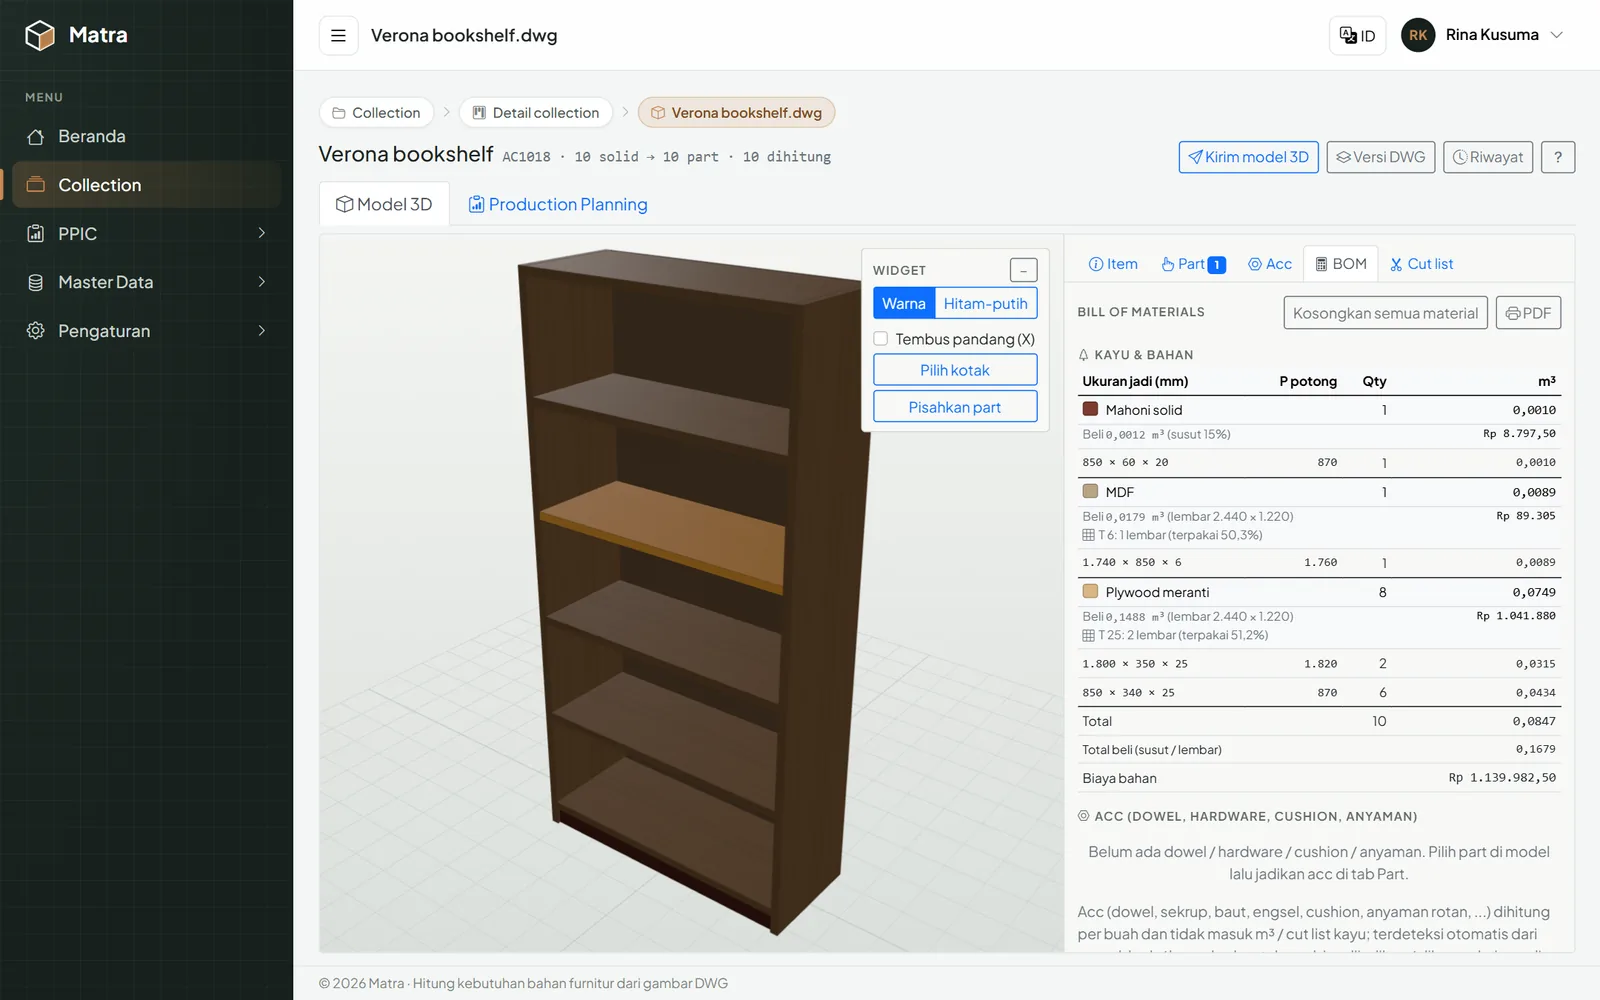 Matra
Verona bookshelf.dwg
ID
RK
Rina Kusuma
MENU
Beranda
Collection
PPIC
Master Data
Pengaturan
Collection
Detail collection
Verona bookshelf.dwg
Verona bookshelf AC1018 · 10 solid → 10 part · 10 dihitung
Kirim model 3D
Versi DWG
Riwayat
?
Model 3D
Production Planning
WIDGET
–
Warna
Hitam-putih
Tembus pandang (X)
Pilih kotak
Pisahkan part
Item
Part 1
Acc
BOM
Cut list
BILL OF MATERIALS
Kosongkan semua material
PDF
KAYU & BAHAN
Ukuran jadi (mm) P potong Qty m³
Mahoni solid 1 0,0010
Beli 0,0012 m³ (susut 15%) Rp 8.797,50
850 × 60 × 20 870 1 0,0010
MDF 1 0,0089
Beli 0,0179 m³ (lembar 2.440 × 1.220) Rp 89.305
T 6: 1 lembar (terpakai 50,3%)
1.740 × 850 × 6 1.760 1 0,0089
Plywood meranti 8 0,0749
Beli 0,1488 m³ (lembar 2.440 × 1.220) Rp 1.041.880
T 25: 2 lembar (terpakai 51,2%)
1.800 × 350 × 25 1.820 2 0,0315
850 × 340 × 25 870 6 0,0434
Total 10 0,0847
Total beli (susut / lembar) 0,1679
Biaya bahan Rp 1.139.982,50
ACC (DOWEL, HARDWARE, CUSHION, ANYAMAN)
Belum ada dowel / hardware / cushion / anyaman. Pilih part di model
lalu jadikan acc di tab Part.
Acc (dowel, sekrup, baut, engsel, cushion, anyaman rotan, ...) dihitung
per buah dan tidak masuk m³ / cut list kayu; terdeteksi otomatis dari
© 2026 Matra · Hitung kebutuhan bahan furnitur dari gambar DWG